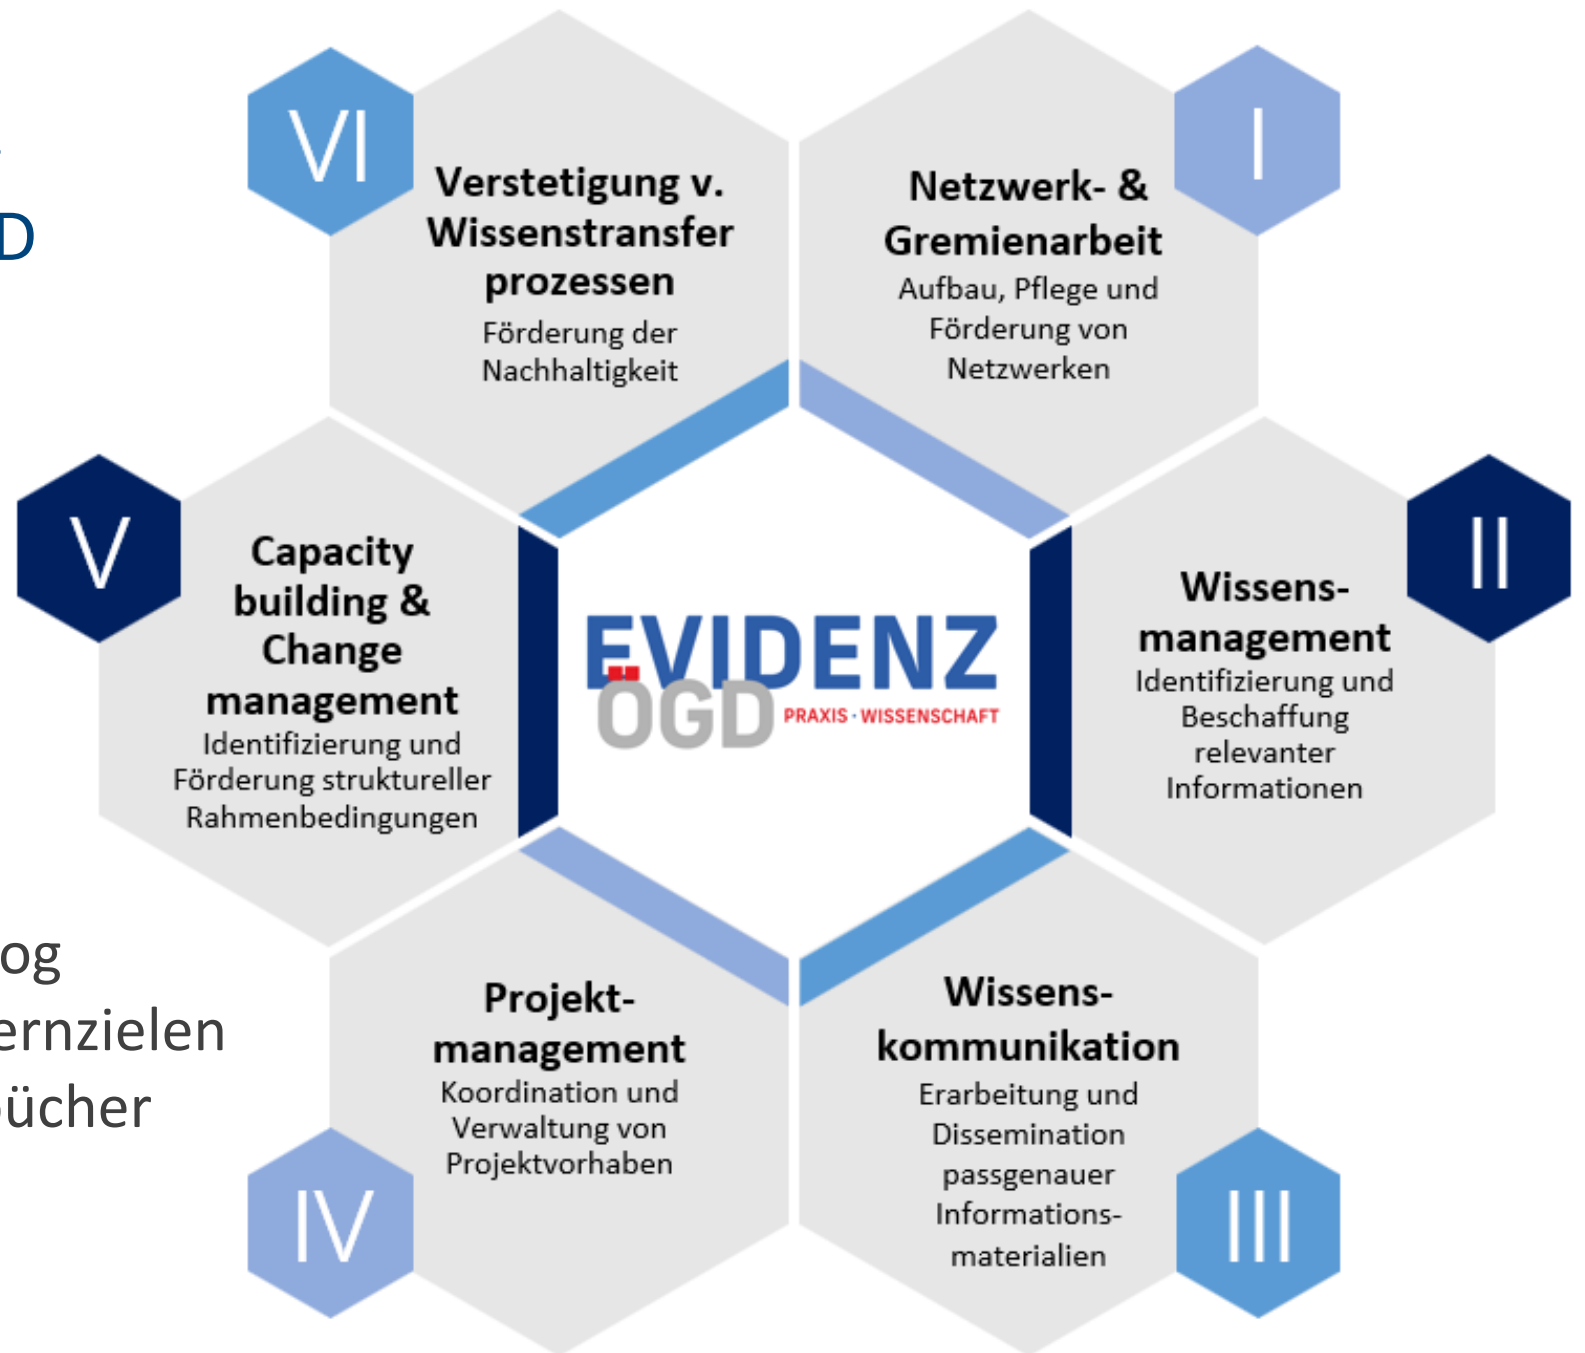 D
VI
Verstetigung v.
Wissenstransfer
prozessen
Förderung der
Nachhaltigkeit
I
Netzwerk- &
Gremienarbeit
Aufbau, Pflege und
Förderung von
Netzwerken
II
Wissens-
management
Identifizierung und
Beschaffung
relevanter
Informationen
III
Wissens-
kommunikation
Erarbeitung und
Dissemination
passgenauer
Informations-
materialien
IV
Projekt-
management
Koordination und
Verwaltung von
Projektvorhaben
V
Capacity
building &
Change
management
Identifizierung und
Förderung struktureller
Rahmenbedingungen
EVIDENZ
ÖGD
PRAXIS · WISSENSCHAFT
og
ernzielen
bücher